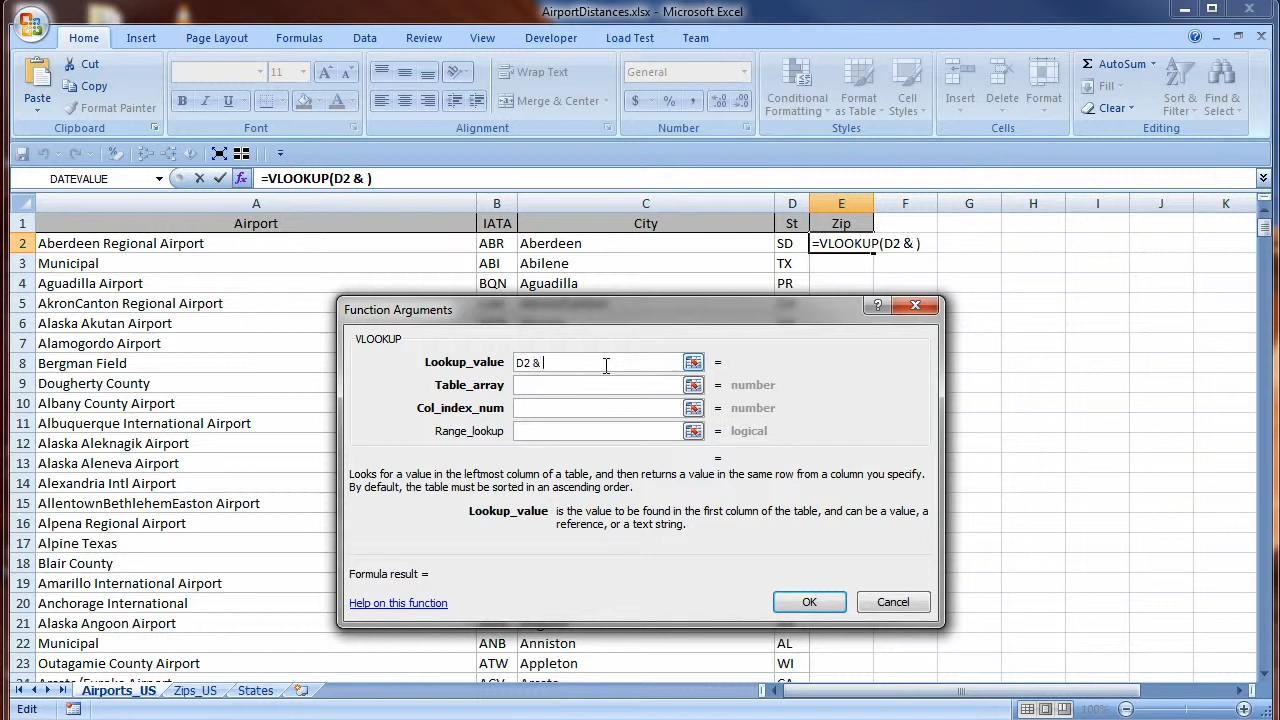 AirportDistances.xlsx - Microsoft Excel
Home Insert Page Layout Formulas Data Review View Developer Load Test Team
Paste Cut Copy Format Painter Clipboard
11 B I U Font
Wrap Text Merge & Center Alignment
General $ % , Number
Conditional Formatting Format as Table Cell Styles Styles
Insert Delete Format Cells
Σ AutoSum Fill Clear Sort & Filter Find & Select Editing
DATEVALUE fx =VLOOKUP(D2 & )
A B C D E F G H I J K
1 Airport IATA City St Zip
2 Aberdeen Regional Airport ABR Aberdeen SD =VLOOKUP(D2 & )
3 Municipal ABI Abilene TX
4 Aguadilla Airport BQN Aguadilla PR
5 AkronCanton Regional Airport
6 Alaska Akutan Airport
7 Alamogordo Airport
8 Bergman Field
9 Dougherty County
10 Albany County Airport
11 Albuquerque International Airport
12 Alaska Aleknagik Airport
13 Alaska Aleneva Airport
14 Alexandria Intl Airport
15 AllentownBethlehemEaston Airport
16 Alpena Regional Airport
17 Alpine Texas
18 Blair County
19 Amarillo International Airport
20 Anchorage International
21 Alaska Angoon Airport
22 Municipal ANB Anniston AL
23 Outagamie County Airport ATW Appleton WI
Function Arguments ?
VLOOKUP
Lookup_value D2 & =
Table_array = number
Col_index_num = number
Range_lookup = logical
=
Looks for a value in the leftmost column of a table, and then returns a value in the same row from a column you specify.
By default, the table must be sorted in an ascending order.
Lookup_value is the value to be found in the first column of the table, and can be a value, a
reference, or a text string.
Formula result =
Help on this function OK Cancel
Airports_US Zips_US States
Edit 100%